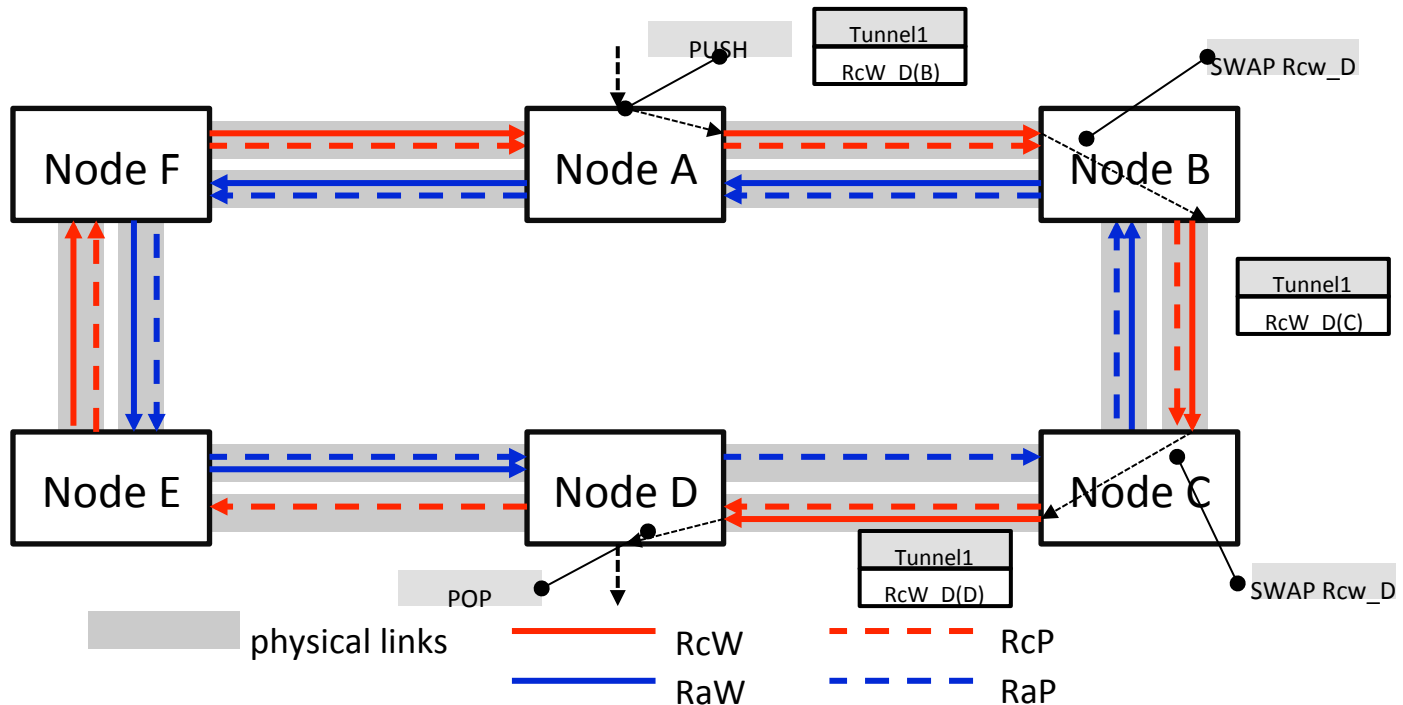 Tunnel1
PUSH
RcW_D(B)
SWAP Rcw_D
Node F
Node A
Node B
Tunnel1
RcW_D(C)
Node E
Node D
Node C
Tunnel1
RcW_D(D)
POP
SWAP Rcw_D
physical links
RcW
RcP
RaW
RaP